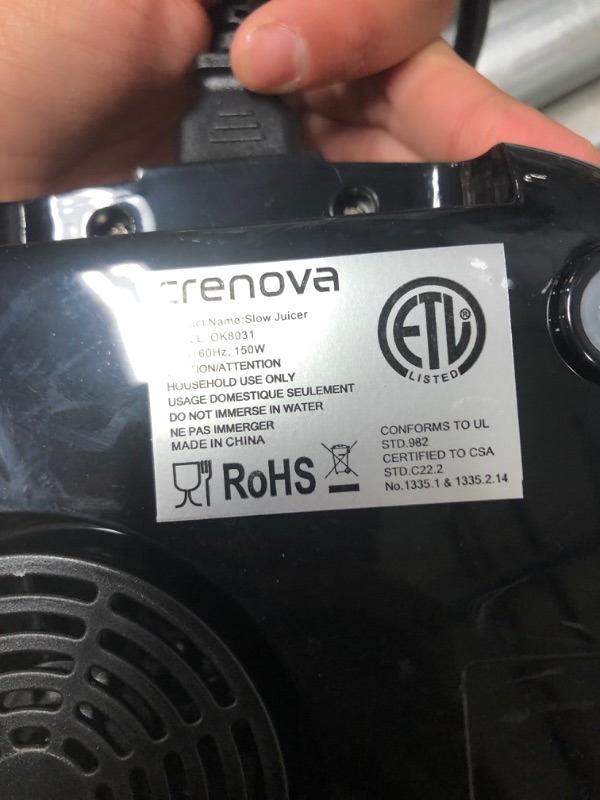 crenova
Name:Slow Juicer
OK8031
60Hz, 150W
/ATTENTION
HOUSEHOLD USE ONLY
USAGE DOMESTIQUE SEULEMENT
DO NOT IMMERSE IN WATER
NE PAS IMMERGER
MADE IN CHINA
RoHS
ETL
®
LISTED
CONFORMS TO UL
STD.982
CERTIFIED TO CSA
STD.C22.2
No.1335.1 & 1335.2.14